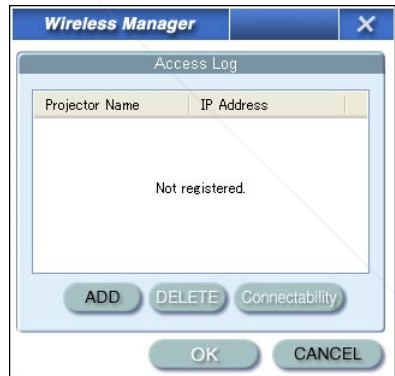 Wireless Manager
Access Log
Projector Name IP Address
Not registered.
ADD DELETE Connectability
OK CANCEL